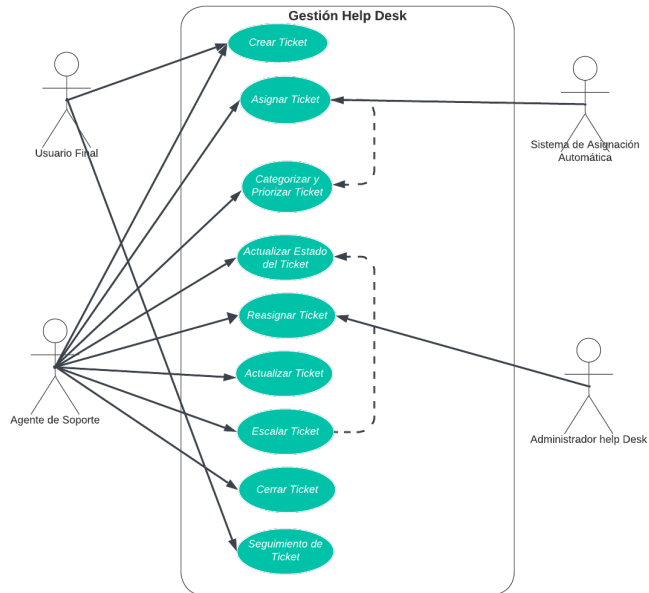 Gestión Help Desk
Crear Ticket
Asignar Ticket
Usuario Final
Sistema de Asignación
Automática
Categorizar y
Priorizar Ticket
Actualizar Estado
del Ticket
Reasignar Ticket
Actualizar Ticket
Agente de Soporte
Escalar Ticket
Administrador help Desk
Cerrar Ticket
Seguimiento de
Ticket